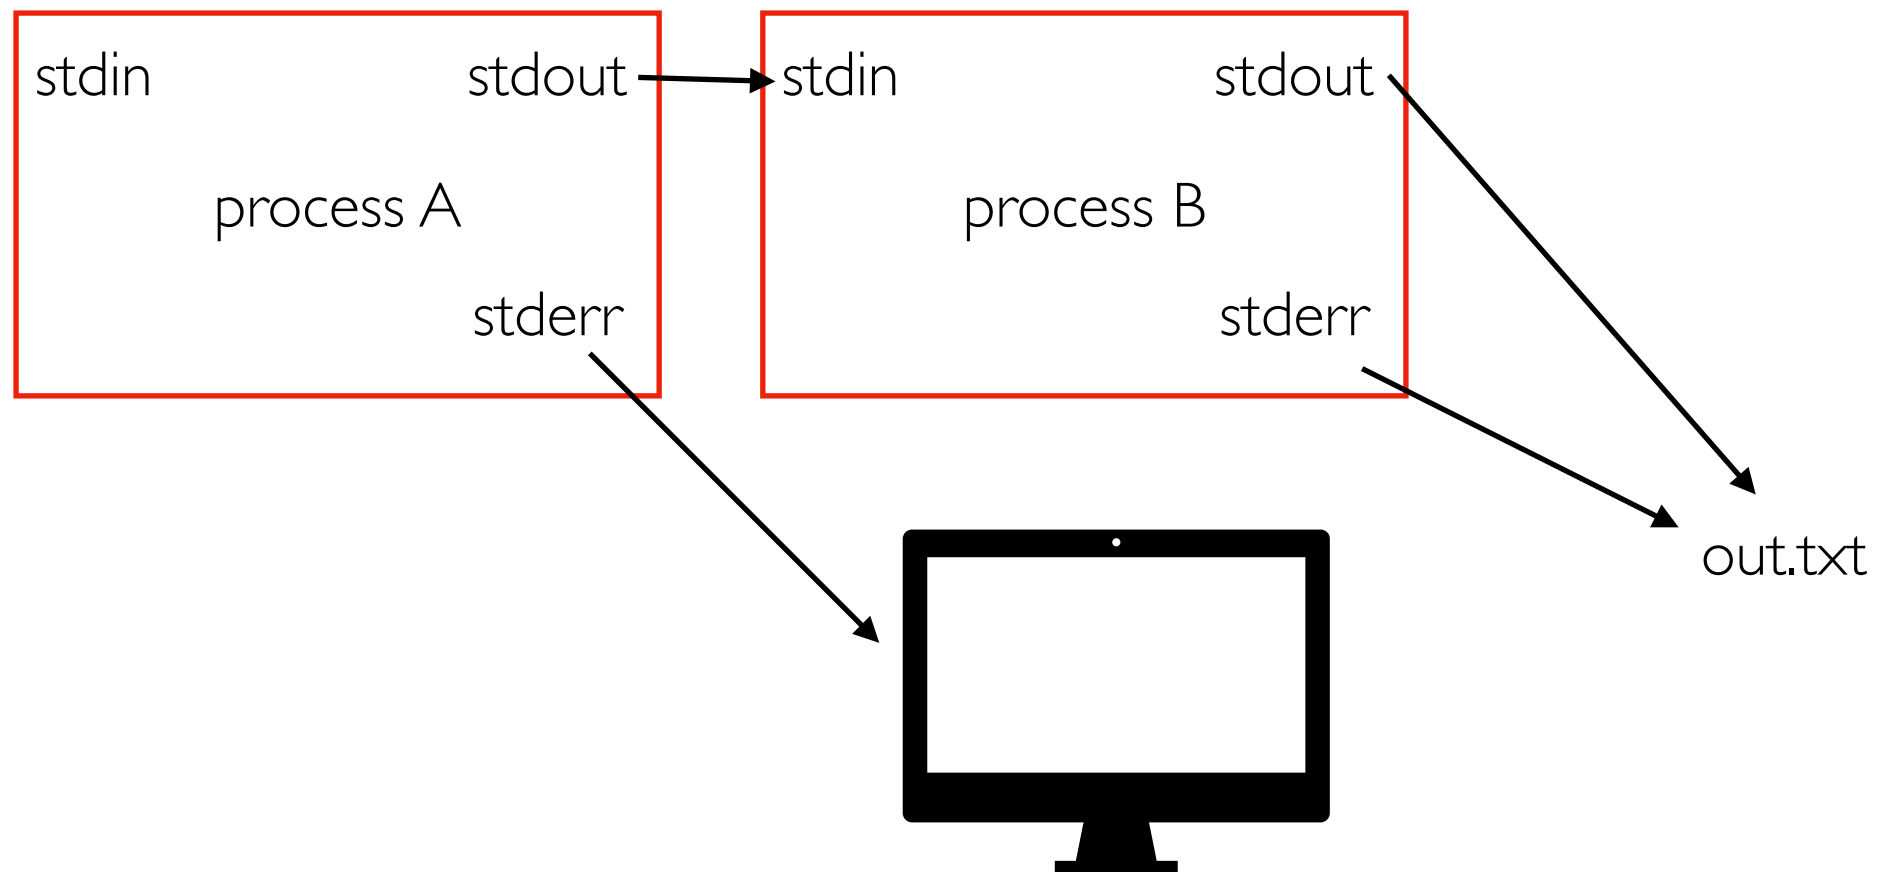 stdin stdout
process A
stderr
stdin stdout
process B
stderr
out.txt